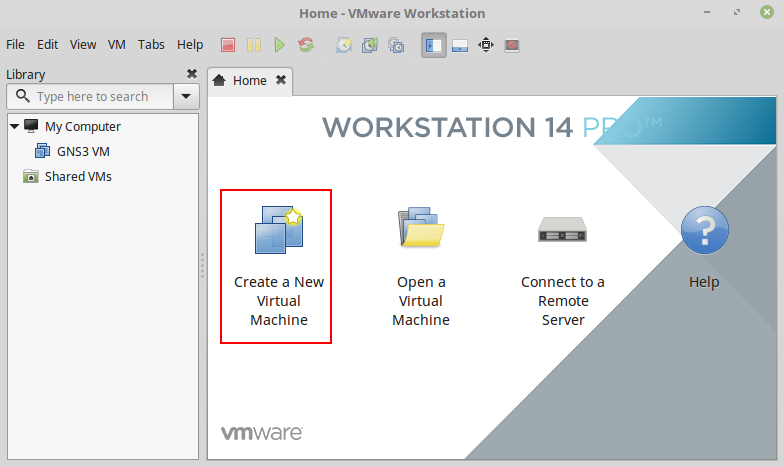 Home - VMware Workstation
File Edit View VM Tabs Help
Library
Type here to search
My Computer
GNS3 VM
Shared VMs
Home
WORKSTATION 14 PRO™
Create a New
Virtual
Machine
Open a
Virtual
Machine
Connect to a
Remote
Server
?
Help
vmware